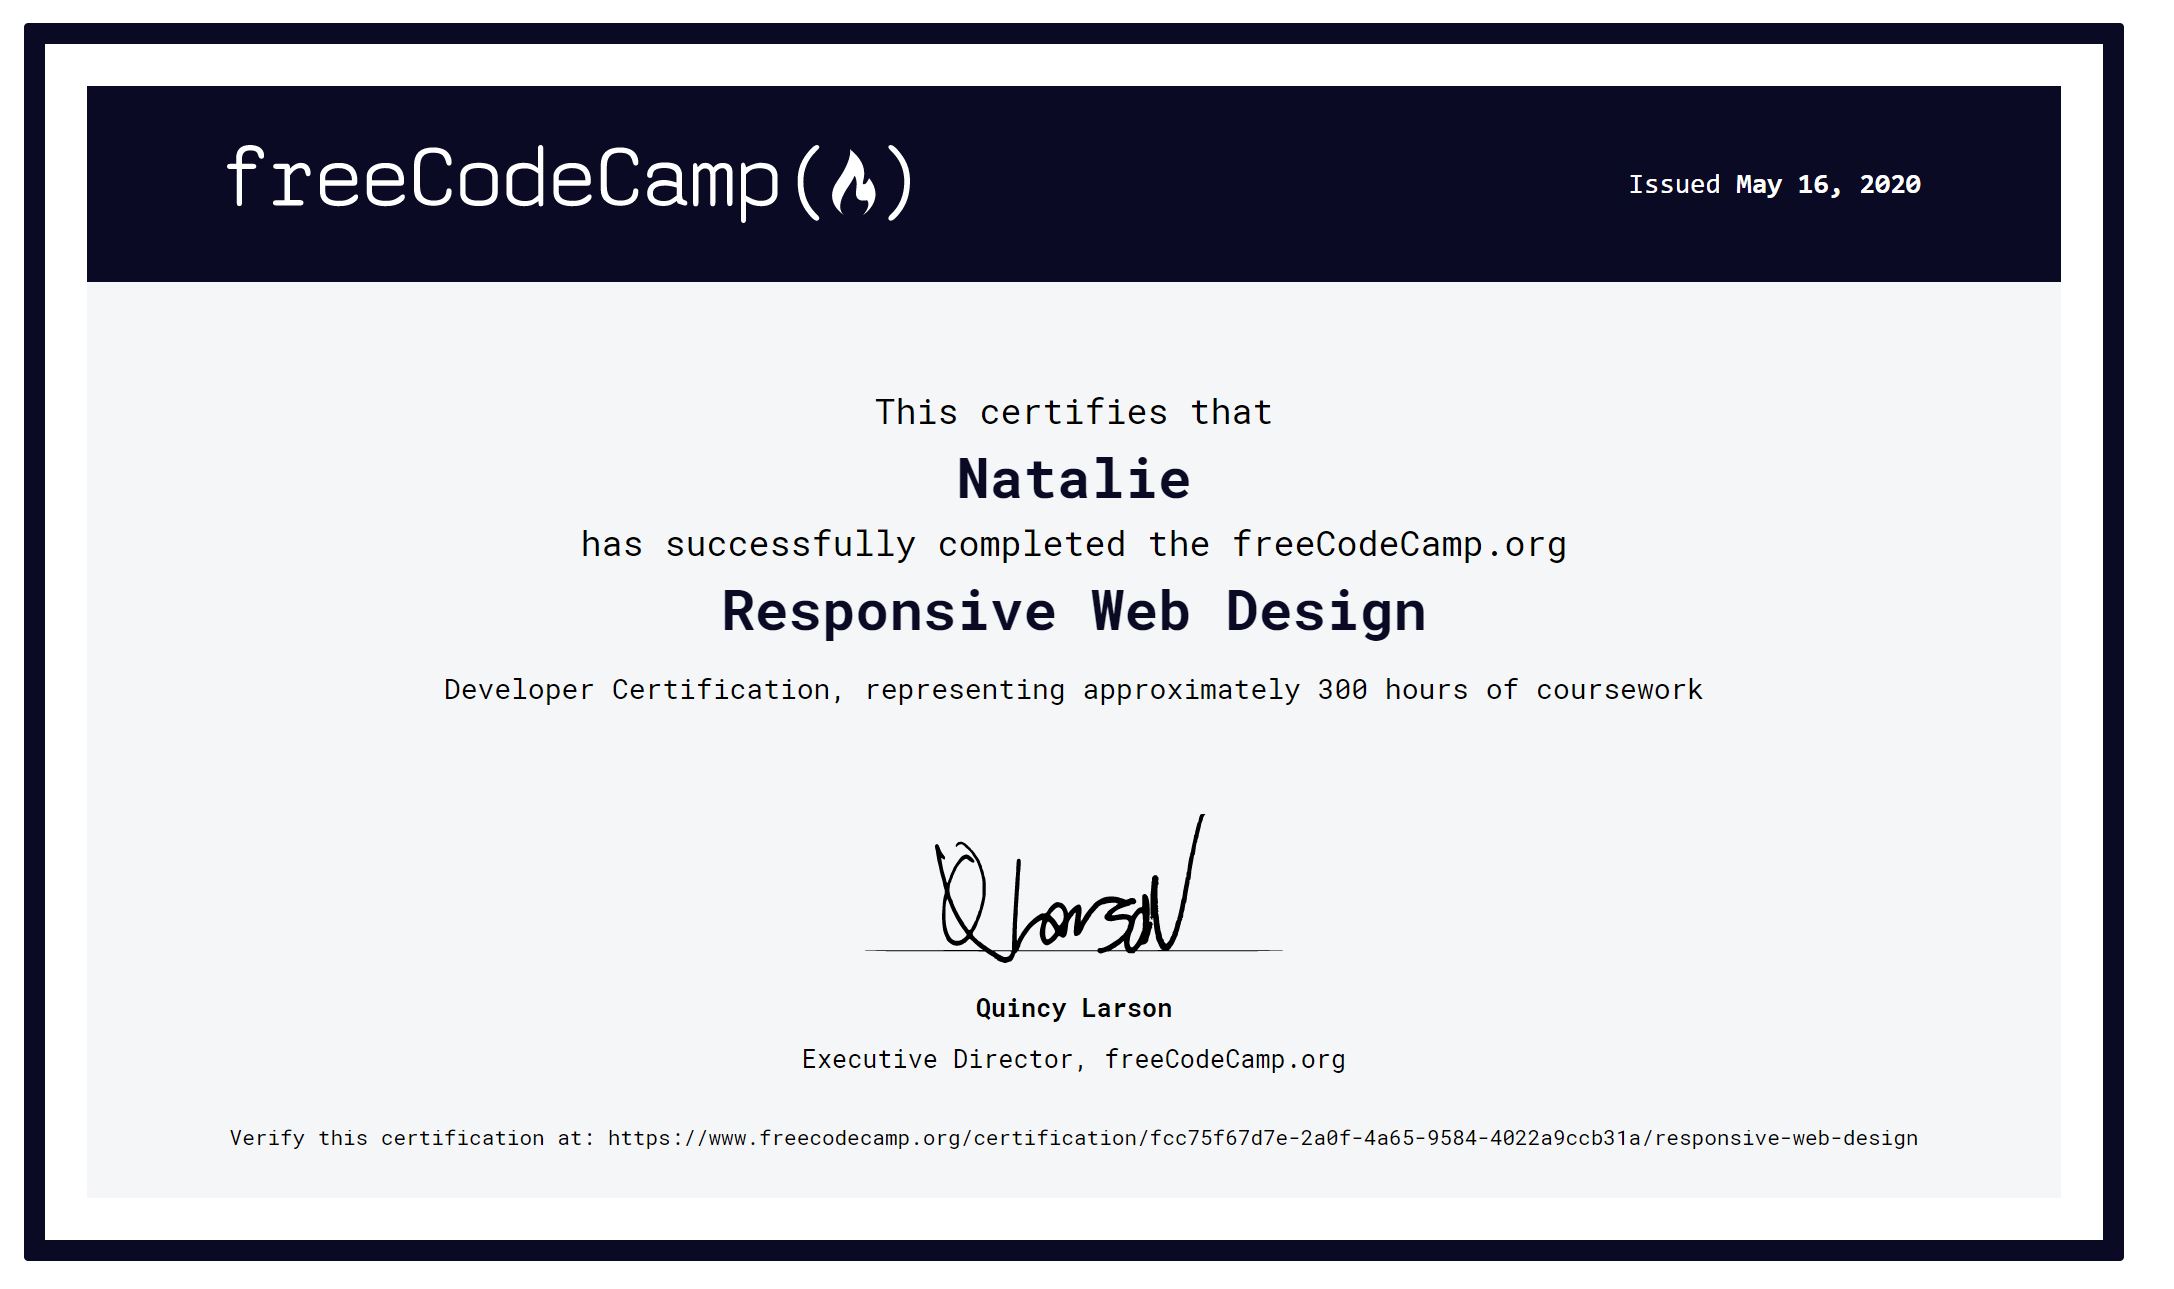 freeCodeCamp(🔥)
Issued May 16, 2020
This certifies that
Natalie
has successfully completed the freeCodeCamp.org
Responsive Web Design
Developer Certification, representing approximately 300 hours of coursework
Q Larson
Quincy Larson
Executive Director, freeCodeCamp.org
Verify this certification at: https://www.freecodecamp.org/certification/fcc75f67d7e-2a0f-4a65-9584-4022a9ccb31a/responsive-web-design